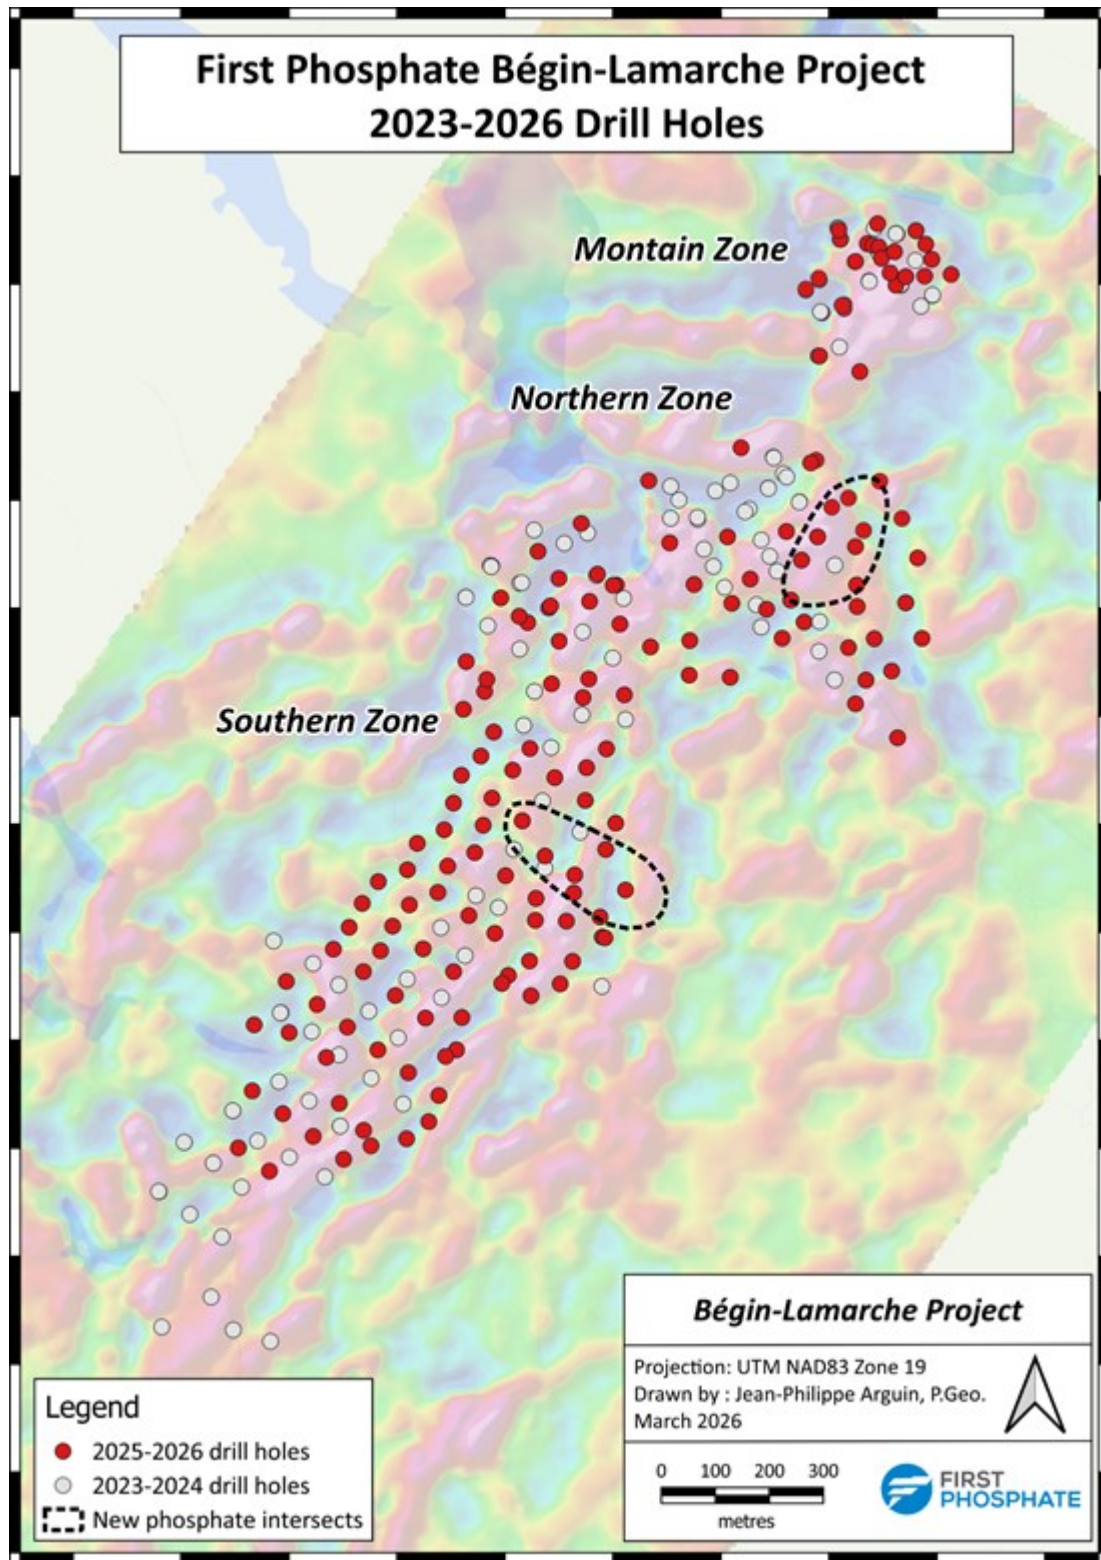 First Phosphate Bégin-Lamarche Project
2023-2026 Drill Holes
Montain Zone
Northern Zone
Southern Zone
Bégin-Lamarche Project
Projection: UTM NAD83 Zone 19
Drawn by : Jean-Philippe Arguin, P.Geo.
March 2026
0 100 200 300
metres
FIRST
PHOSPHATE
Legend
2025-2026 drill holes
2023-2024 drill holes
New phosphate intersects